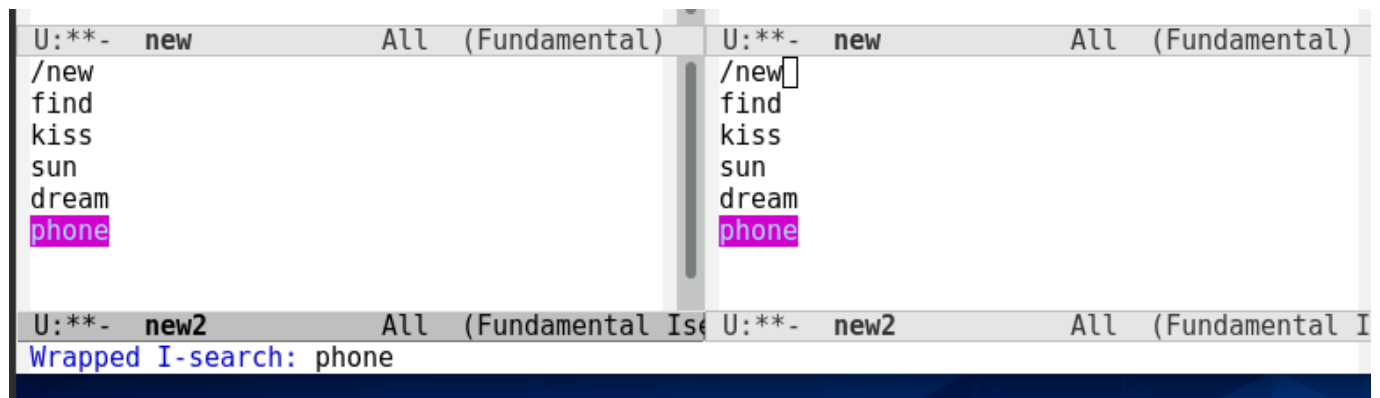 U:**- new All (Fundamental)
/new
find
kiss
sun
dream
phone
U:**- new2 All (Fundamental Ise
U:**- new All (Fundamental)
/new
find
kiss
sun
dream
phone
U:**- new2 All (Fundamental I
Wrapped I-search: phone